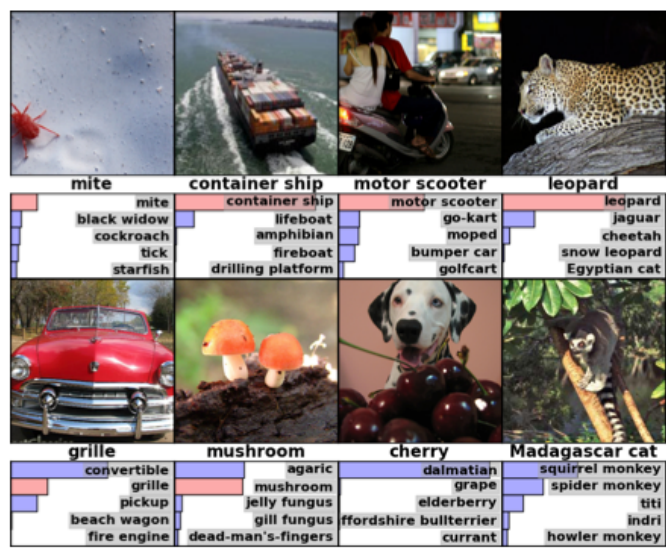 mite
container ship
motor scooter
leopard
mite
black widow
cockroach
tick
starfish
container ship
lifeboat
amphibian
fireboat
drilling platform
motor scooter
go-kart
moped
bumper car
golfcart
leopard
jaguar
cheetah
snow leopard
Egyptian cat
grille
mushroom
cherry
Madagascar cat
convertible
grille
pickup
beach wagon
fire engine
agaric
mushroom
jelly fungus
gill fungus
dead-man's-fingers
dalmatian
grape
elderberry
ffordshire bullterrier
currant
squirrel monkey
spider monkey
titi
indri
howler monkey